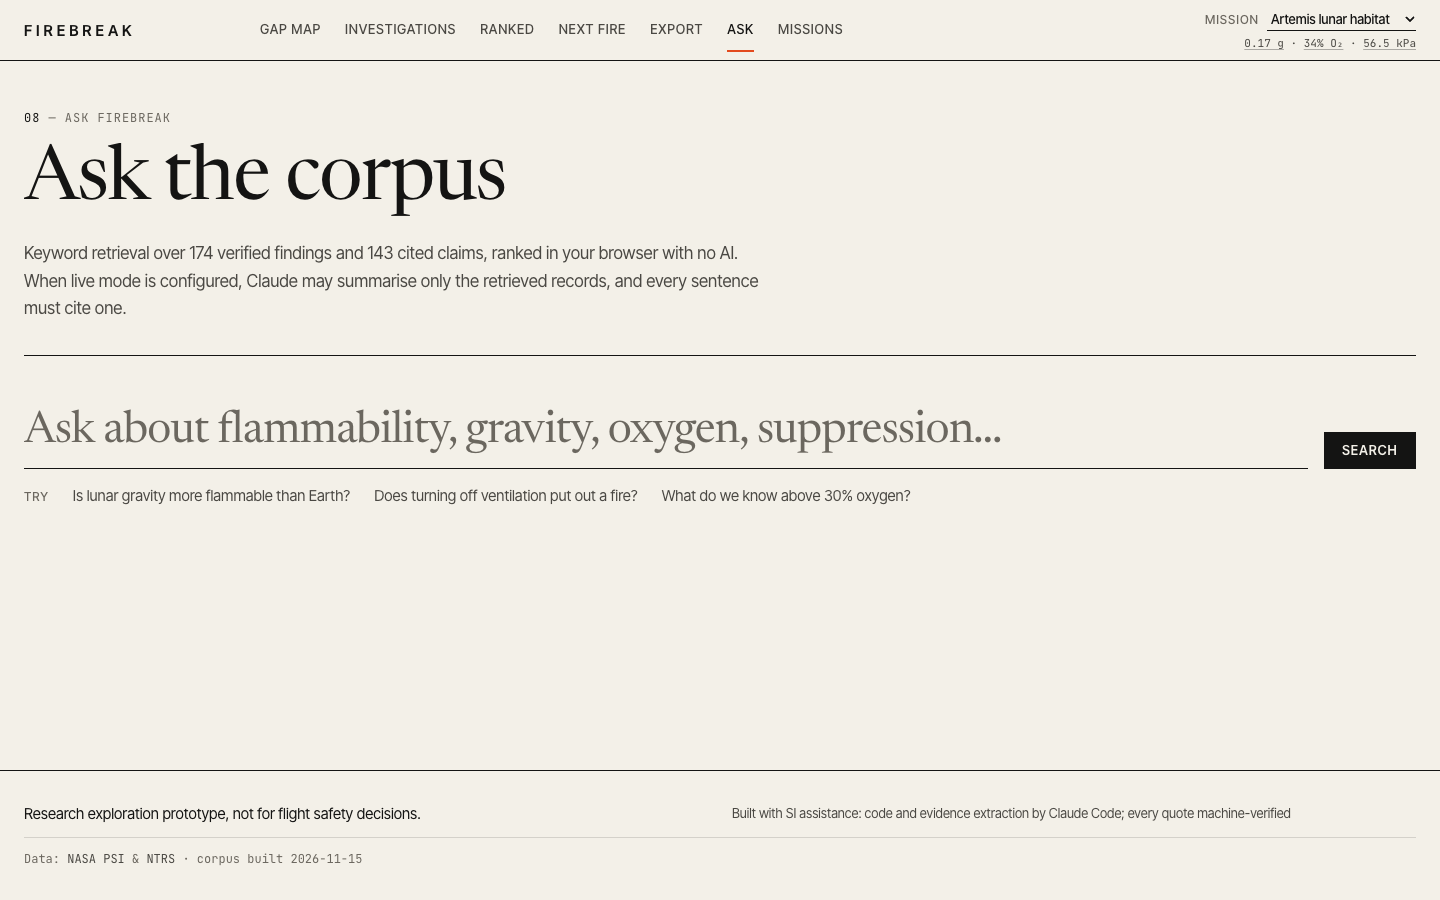 FIREBREAK
GAP MAP INVESTIGATIONS RANKED NEXT FIRE EXPORT ASK MISSIONS
MISSION Artemis lunar habitat
0.17 g · 34% O₂ · 56.5 kPa
08 — ASK FIREBREAK
Ask the corpus
Keyword retrieval over 174 verified findings and 143 cited claims, ranked in your browser with no AI.
When live mode is configured, Claude may summarise only the retrieved records, and every sentence
must cite one.
Ask about flammability, gravity, oxygen, suppression...
SEARCH
TRY Is lunar gravity more flammable than Earth? Does turning off ventilation put out a fire? What do we know above 30% oxygen?
Research exploration prototype, not for flight safety decisions.
Built with SI assistance: code and evidence extraction by Claude Code; every quote machine-verified
Data: NASA PSI & NTRS · corpus built 2026-11-15